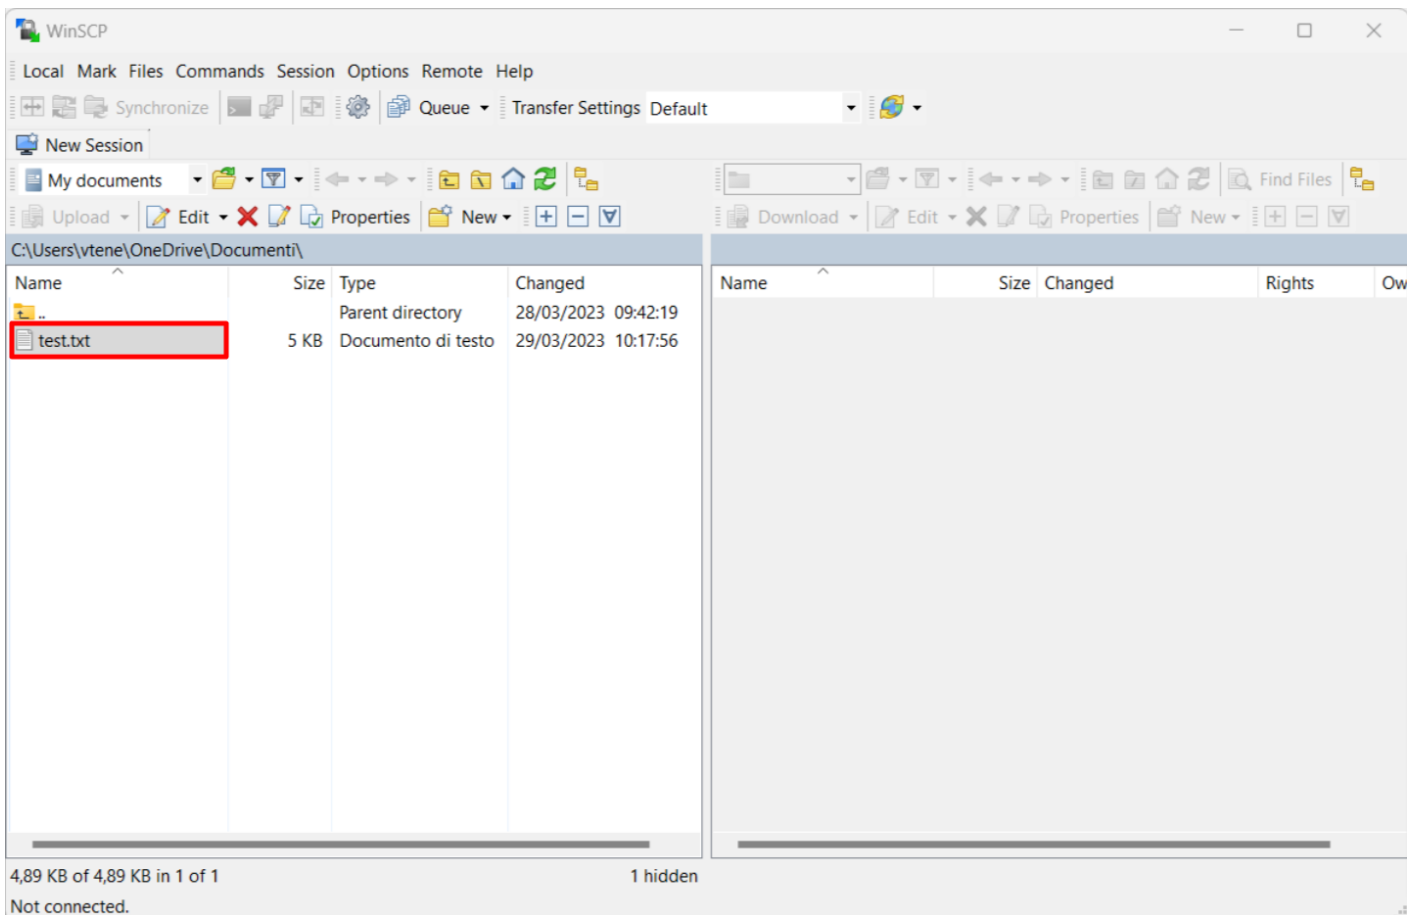 WinSCP
Local Mark Files Commands Session Options Remote Help
Synchronize Queue Transfer Settings Default
New Session
My documents Find Files
Upload Edit Properties New Download Edit Properties New
C:\Users\vtene\OneDrive\Documenti\
Name Size Type Changed Name Size Changed Rights Ow
.. Parent directory 28/03/2023 09:42:19
test.txt 5 KB Documento di testo 29/03/2023 10:17:56
4,89 KB of 4,89 KB in 1 of 1 1 hidden
Not connected.